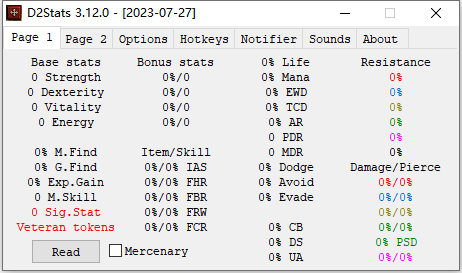 D2Stats 3.12.0 - [2023-07-27]
Page 1 Page 2 Options Hotkeys Notifier Sounds About
Base stats Bonus stats 0% Life Resistance
0 Strength 0%/0 0% Mana 0%
0 Dexterity 0%/0 0% EWD 0%
0 Vitality 0%/0 0% TCD 0%
0 Energy 0%/0 0% AR 0%
0 PDR 0%
0% M.Find Item/Skill 0 MDR 0%
0% G.Find 0%/0% IAS 0% Dodge Damage/Pierce
0% Exp.Gain 0%/0% FHR 0% Avoid 0%/0%
0 M.Skill 0%/0% FBR 0% Evade 0%/0%
0 Sig.Stat 0%/0% FRW 0%/0%
Veteran tokens 0%/0% FCR 0% CB 0%/0%
Read Mercenary 0% DS 0% PSD
0% UA 0%/0%